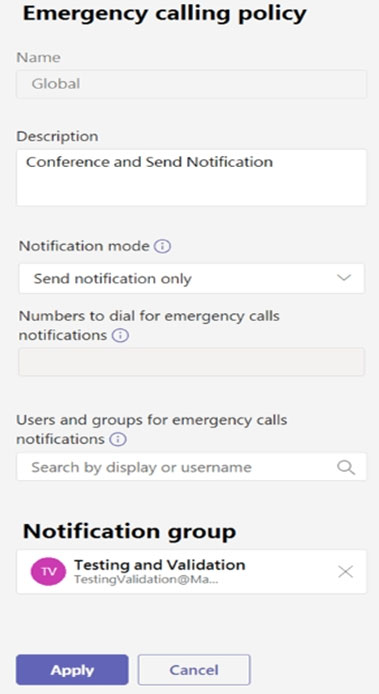 Emergency calling policy
Name
Global
Description
Conference and Send Notification
Notification mode
Send notification only
Numbers to dial for emergency calls
notifications
Users and groups for emergency calls
notifications
Search by display or username
Notification group
TV
Testing and Validation
TestingValidation@Ma...
Apply
Cancel